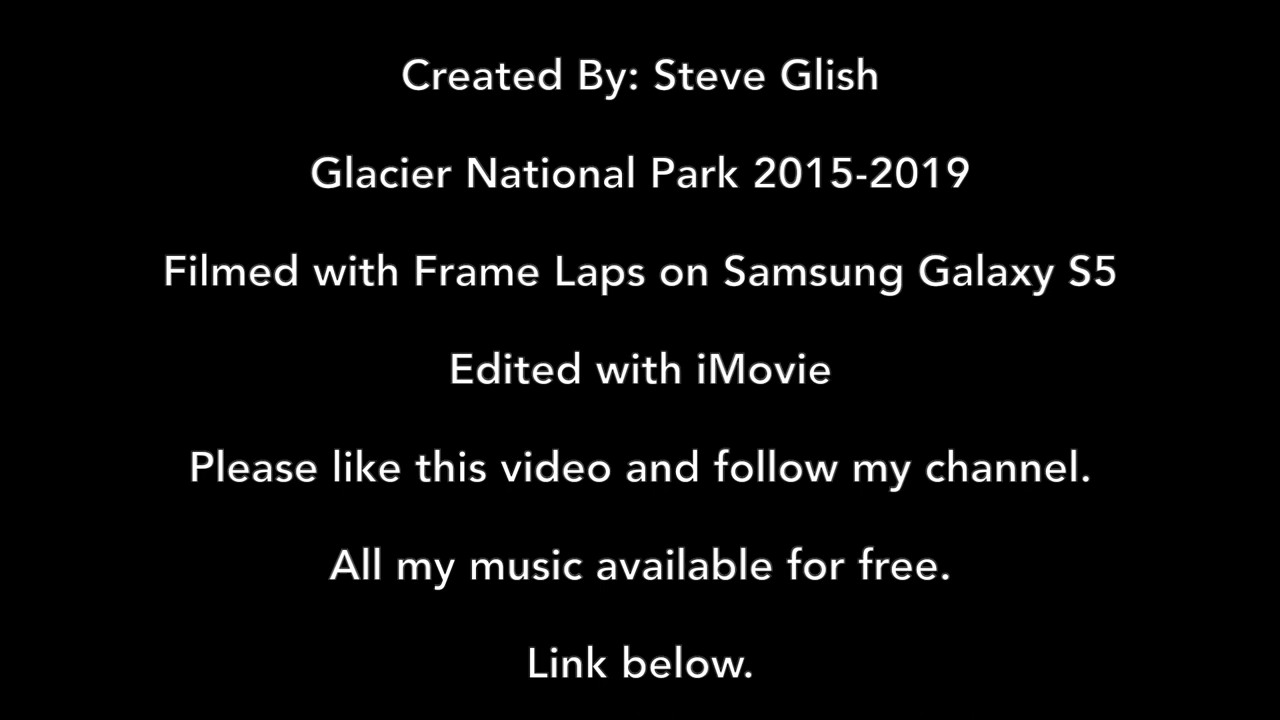 Created By: Steve Glish
Glacier National Park 2015-2019
Filmed with Frame Laps on Samsung Galaxy S5
Edited with iMovie
Please like this video and follow my channel.
All my music available for free.
Link below.